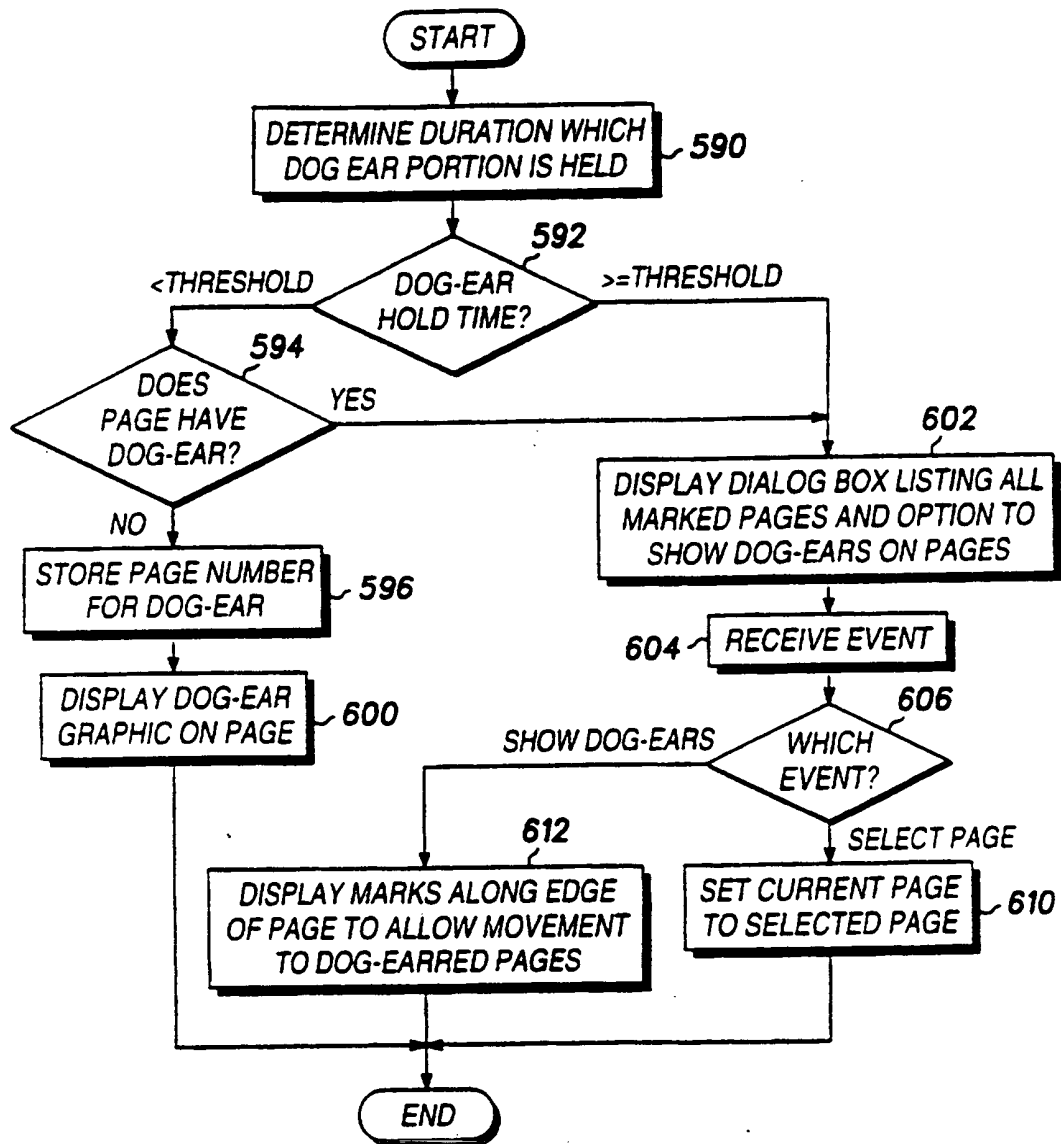 START
DETERMINE DURATION WHICH
DOG EAR PORTION IS HELD
590
592
<THRESHOLD
DOG-EAR
HOLD TIME?
>=THRESHOLD
594
DOES
PAGE HAVE
DOG-EAR?
YES
NO
602
DISPLAY DIALOG BOX LISTING ALL
MARKED PAGES AND OPTION TO
SHOW DOG-EARS ON PAGES
STORE PAGE NUMBER
FOR DOG-EAR
596
604
RECEIVE EVENT
DISPLAY DOG-EAR
GRAPHIC ON PAGE
600
606
SHOW DOG-EARS
WHICH
EVENT?
SELECT PAGE
612
DISPLAY MARKS ALONG EDGE
OF PAGE TO ALLOW MOVEMENT
TO DOG-EARRED PAGES
SET CURRENT PAGE
TO SELECTED PAGE
610
END